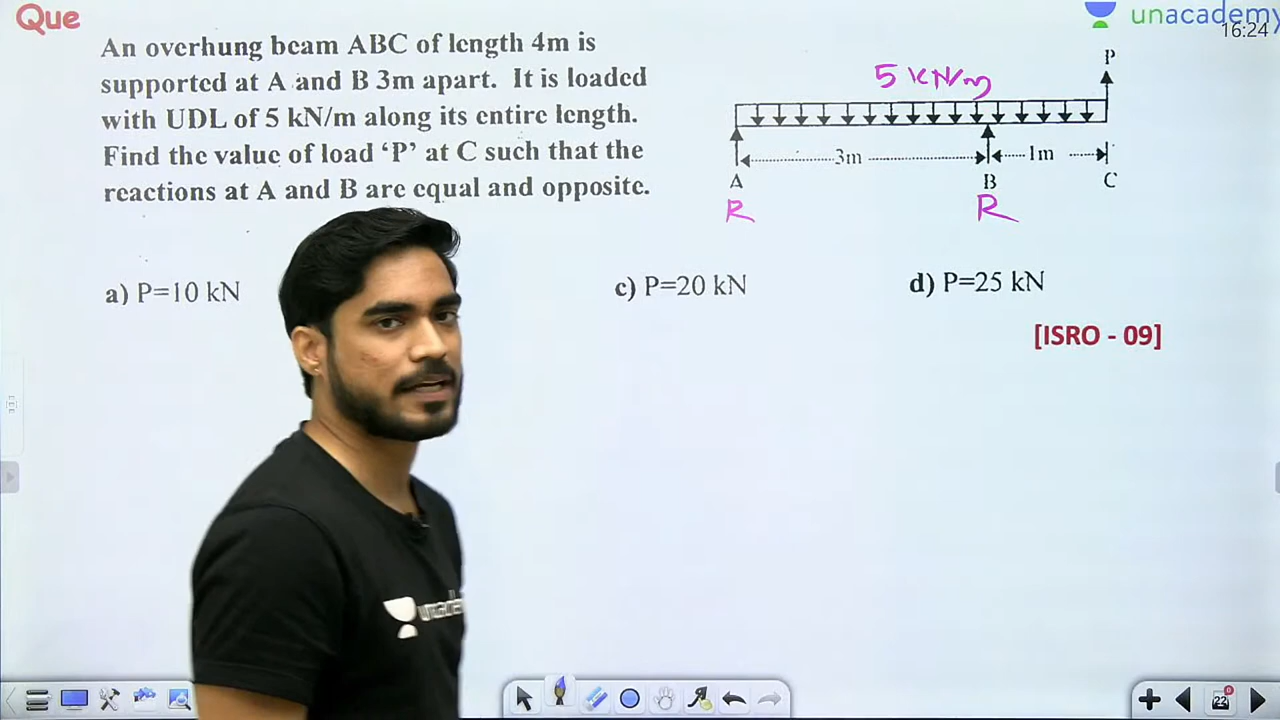 Que
unacademy
16:24
An overhung beam ABC of length 4m is
supported at A and B 3m apart. It is loaded
with UDL of 5 kN/m along its entire length.
Find the value of load ‘P’ at C such that the
reactions at A and B are equal and opposite.
P
5 kN/m
3m
1m
A
B
C
R
R
a) P=10 kN
c) P=20 kN
d) P=25 kN
[ISRO - 09]
22